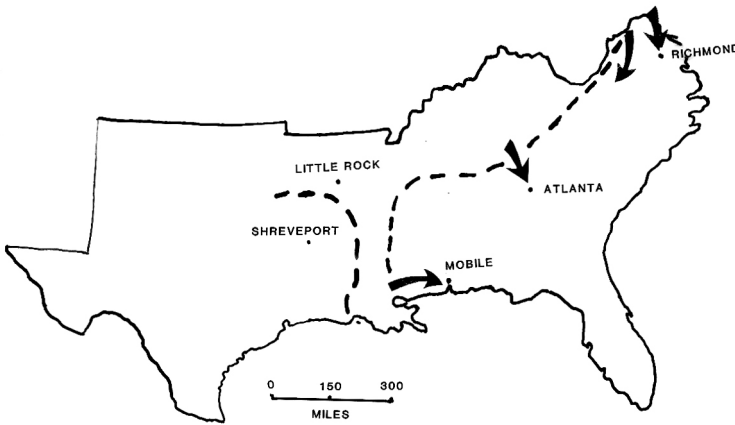 RICHMOND
LITTLE ROCK
ATLANTA
SHREVEPORT
MOBILE
0 150 300
MILES